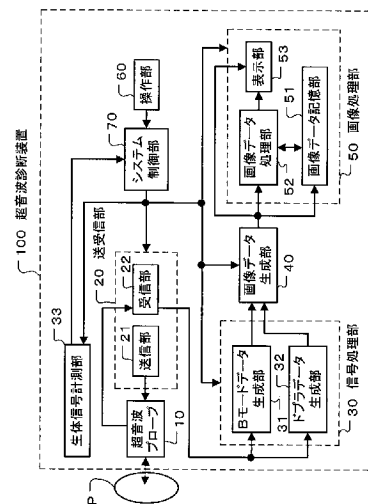 100 超音波診断装置
33
生体信号計測部
70
システム
制御部
60
操作部
20 送受信部
21
送信部
22
受信部
超音波
プローブ
10
P
Bモードデータ
生成部
31
32
ドプラデータ
生成部
30 信号処理部
画像データ
生成部
40
表示部
53
画像データ
処理部
52
51
画像データ記憶部
50 画像処理部